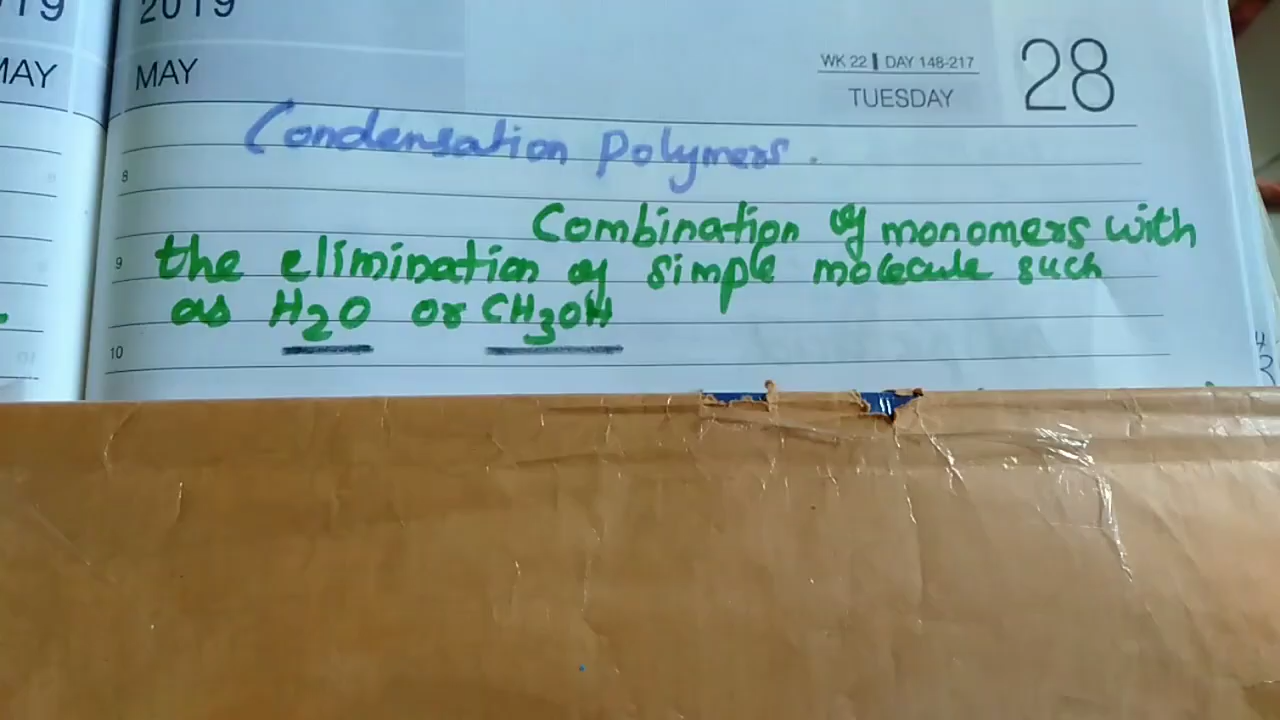 19 2019
MAY MAY
WK 22 | DAY 148-217
TUESDAY
28
Condensation Polymers.
8
Combination of monomers with
9 the elimination of simple molecule such
as H2O or CH3OH
10